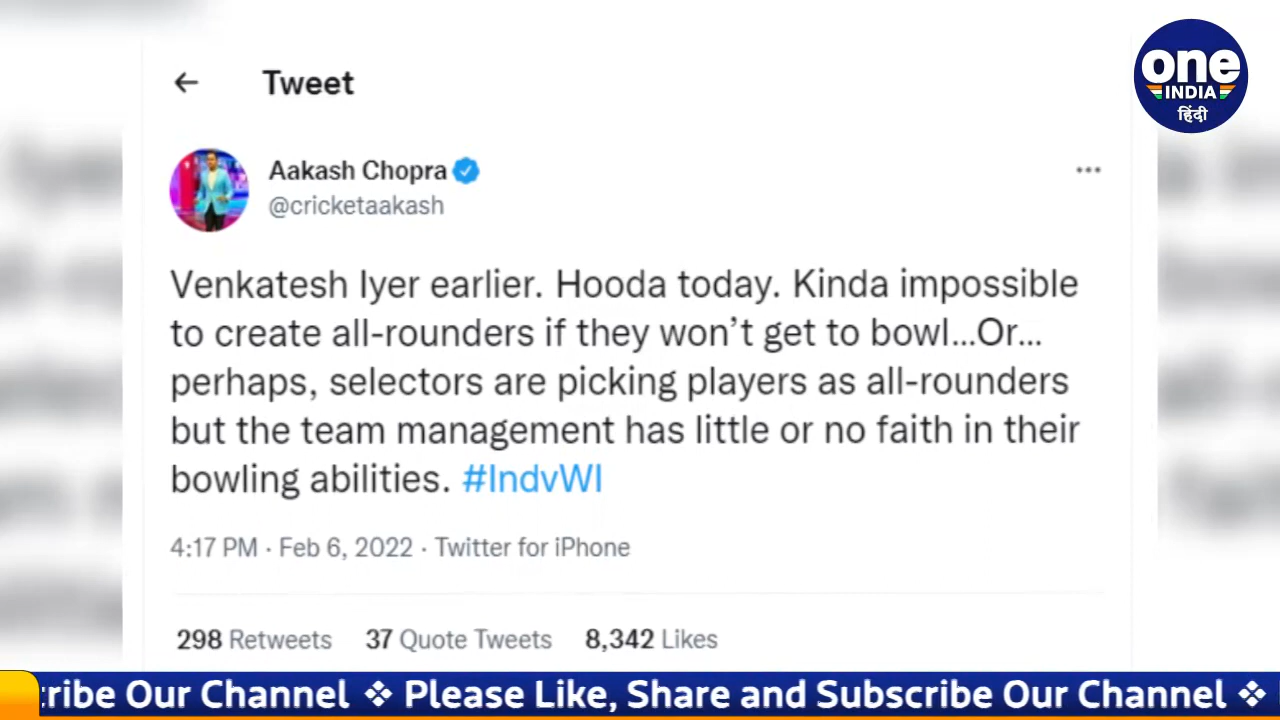 one
INDIA
हिंदी
Tweet
Aakash Chopra
@cricketaakash
Venkatesh Iyer earlier. Hooda today. Kinda impossible
to create all-rounders if they won’t get to bowl...Or...
perhaps, selectors are picking players as all-rounders
but the team management has little or no faith in their
bowling abilities. #IndvWI
4:17 PM · Feb 6, 2022 · Twitter for iPhone
298 Retweets 37 Quote Tweets 8,342 Likes
Our Channel ❖ Please Like, Share and Subscribe Our Channel ❖